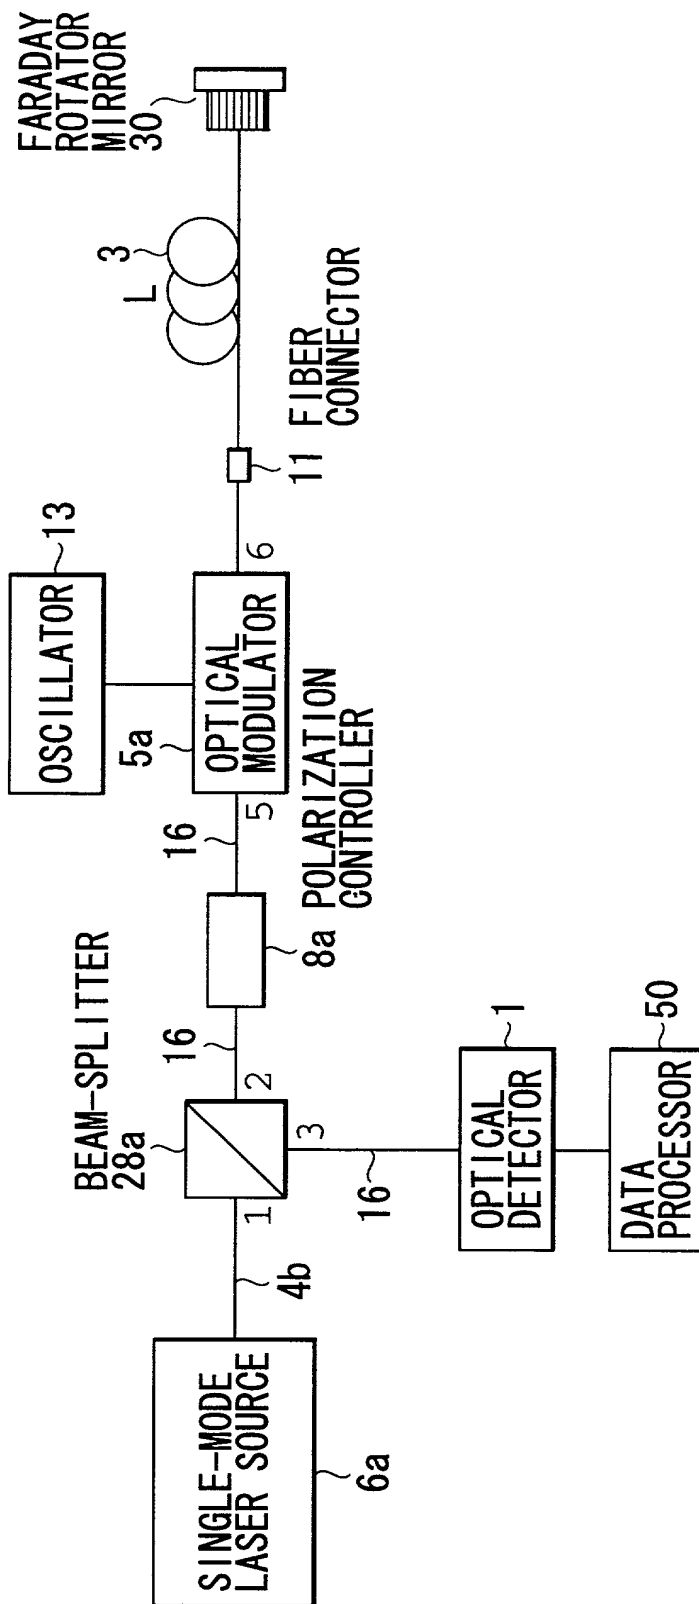 FARADAY
ROTATOR
MIRROR
30
3
L
FIBER
CONNECTOR
11
OSCILLATOR
13
OPTICAL
MODULATOR
5a
6
5
POLARIZATION
CONTROLLER
8a
16
16
BEAM-SPLITTER
28a
1
2
3
16
OPTICAL
DETECTOR
1
DATA
PROCESSOR
50
4b
SINGLE-MODE
LASER SOURCE
6a